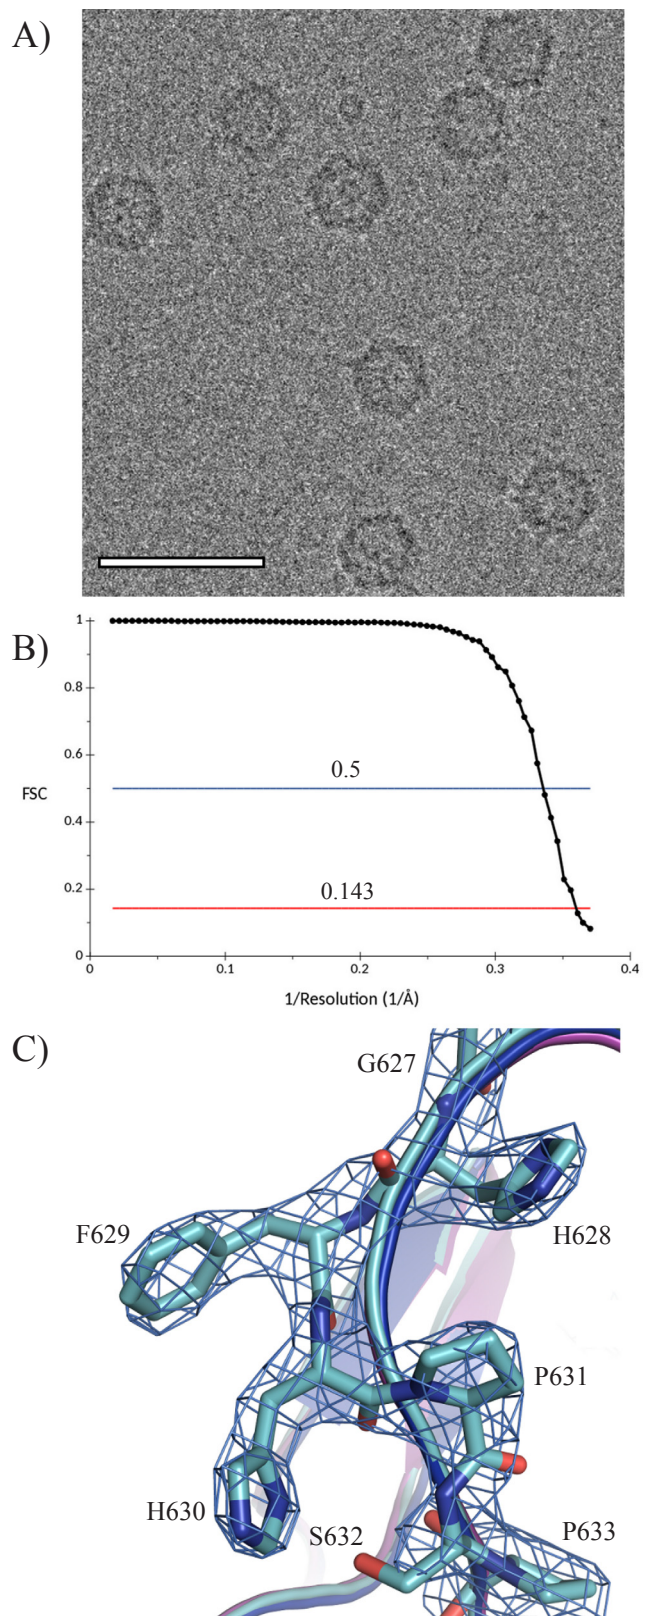 A)
B)
1
0.8
0.6
0.5
FSC
0.4
0.2
0.143
0
0 0.1 0.2 0.3 0.4
1/Resolution (1/Å)
C)
G627
F629
H628
P631
H630
S632
P633